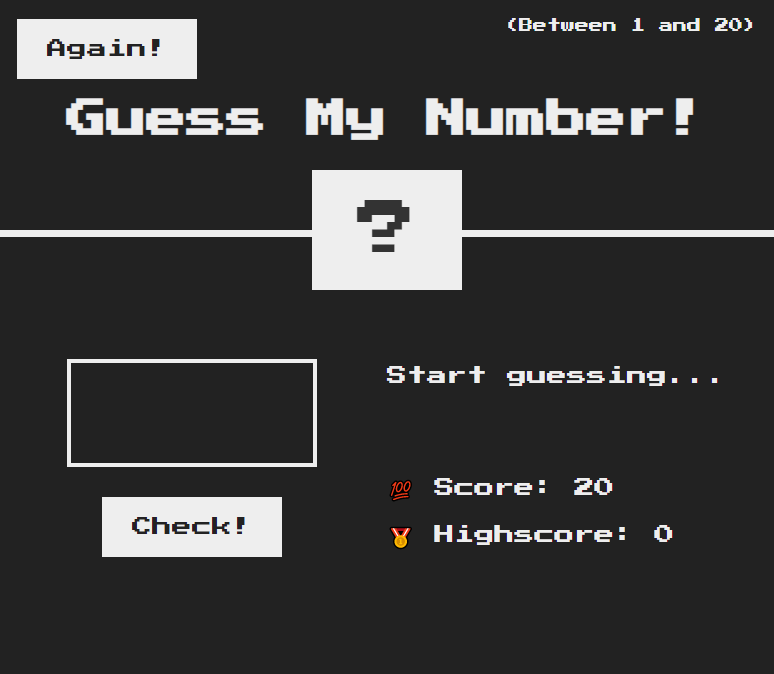 (Between 1 and 20)
Again!
Guess My Number!
?
Start guessing...
💯 Score: 20
Check!
🥇 Highscore: 0